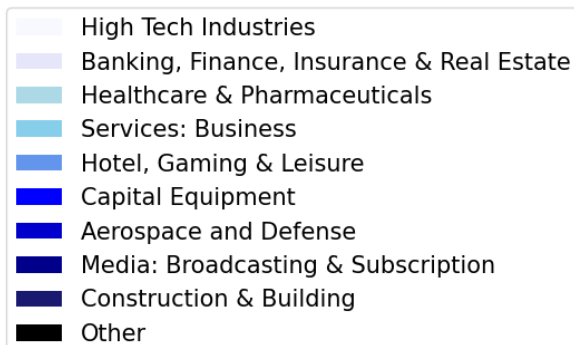 High Tech Industries
Banking, Finance, Insurance & Real Estate
Healthcare & Pharmaceuticals
Services: Business
Hotel, Gaming & Leisure
Capital Equipment
Aerospace and Defense
Media: Broadcasting & Subscription
Construction & Building
Other